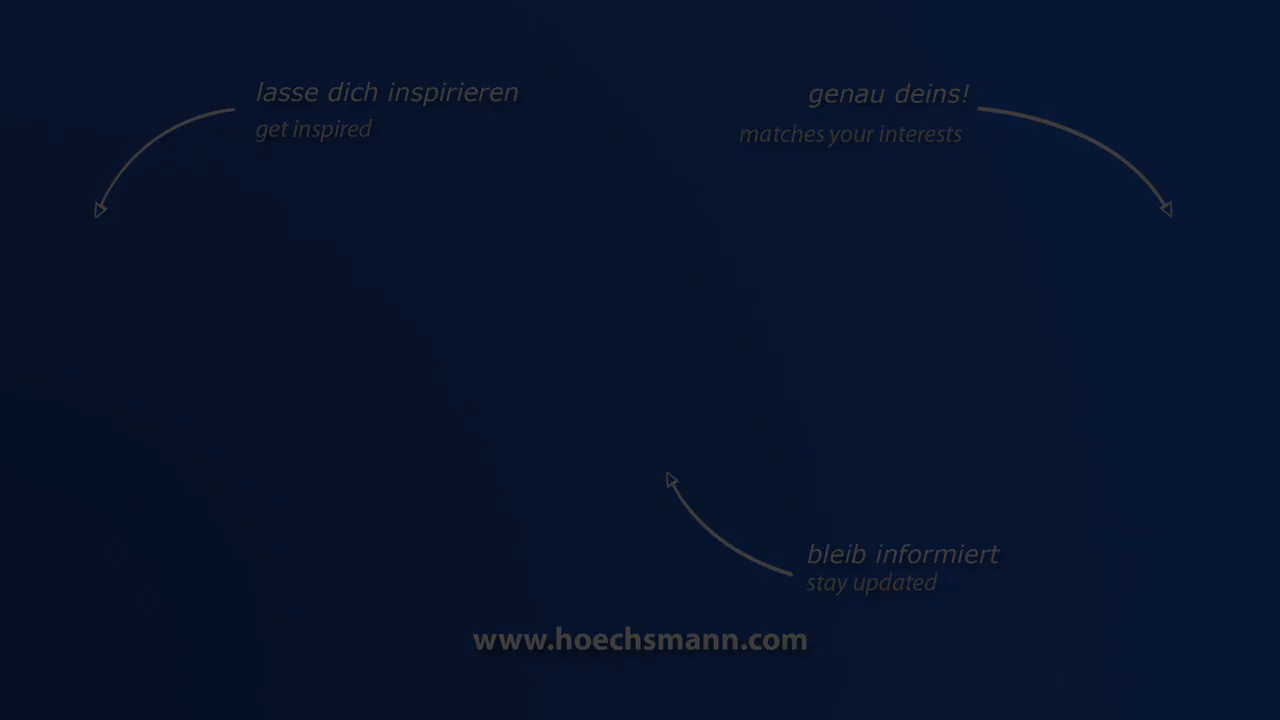 lasse dich inspirieren
get inspired
genau deins!
matches your interests
bleib informiert
stay updated
www.hoechsmann.com